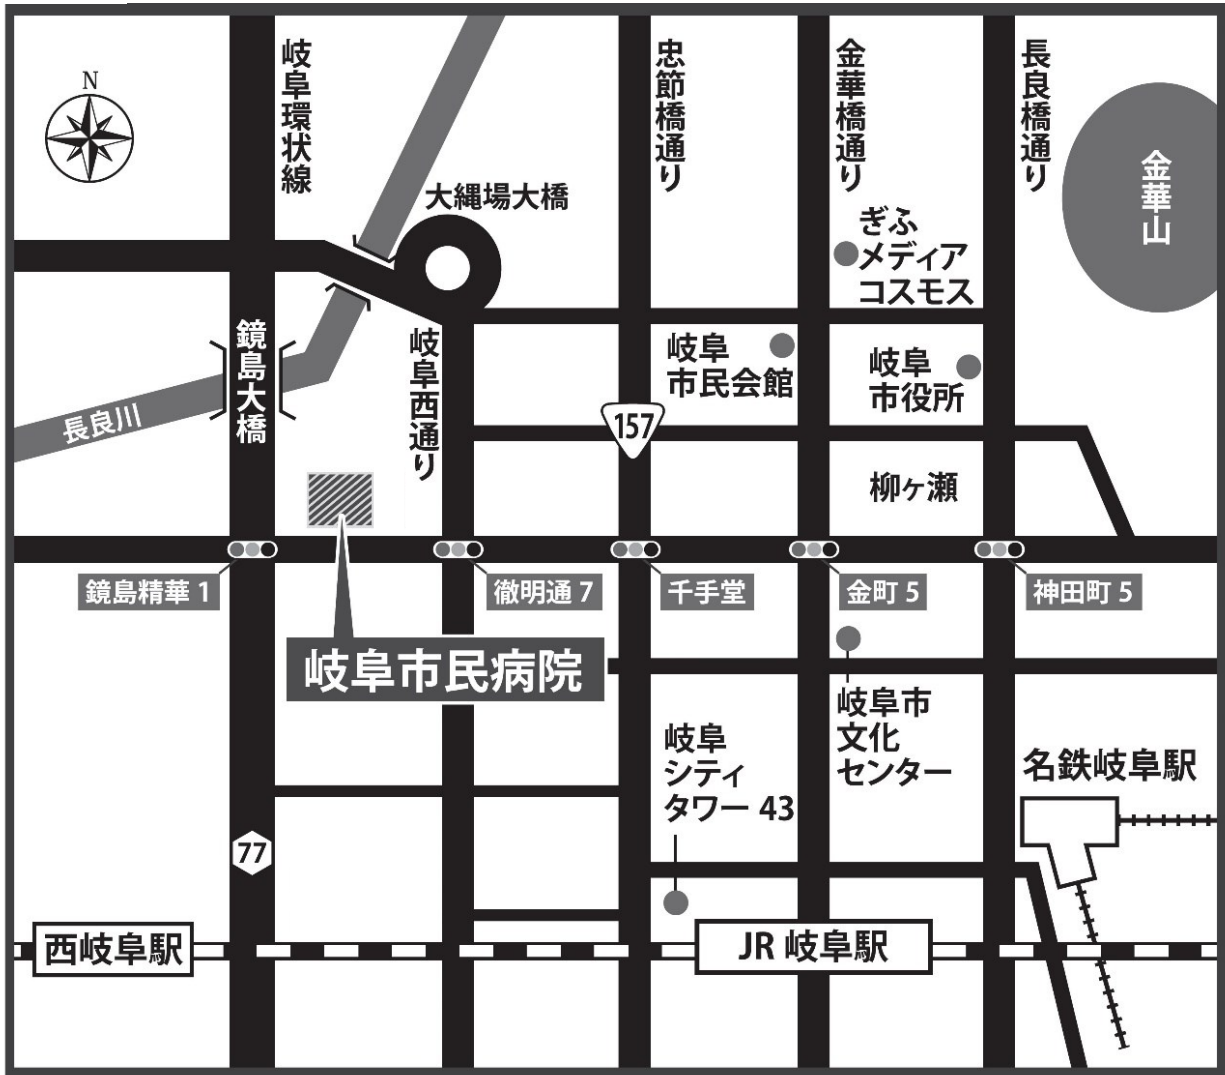 N
岐阜環状線
忠節橋通り
金華橋通り
長良橋通り
金華山
大縄場大橋
ぎふ
メディア
コスモス
鏡島大橋
岐阜西通り
岐阜
市民会館
岐阜
市役所
長良川
157
柳ヶ瀬
鏡島精華 1
徹明通 7
千手堂
金町 5
神田町 5
岐阜市民病院
岐阜市
文化
センター
岐阜
シティ
タワー 43
名鉄岐阜駅
77
西岐阜駅
JR 岐阜駅